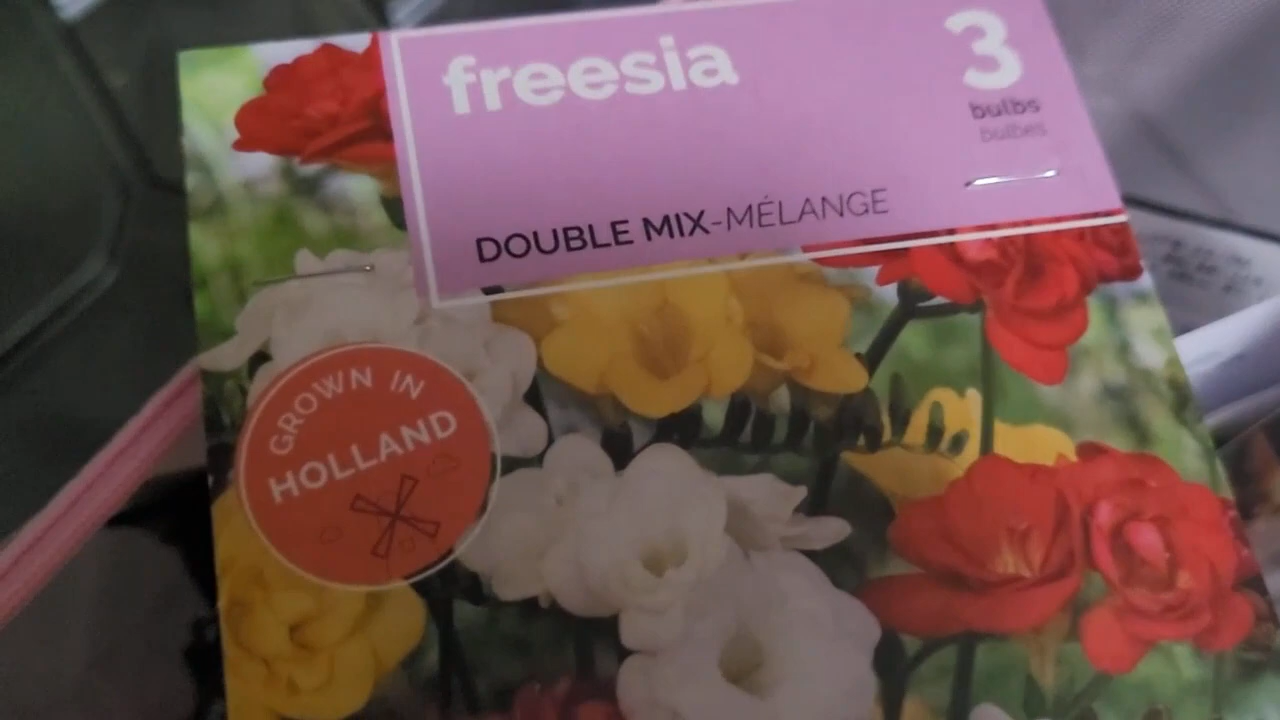 freesia
3
bulbs
bulbes
DOUBLE MIX-MÉLANGE
GROWN IN
HOLLAND